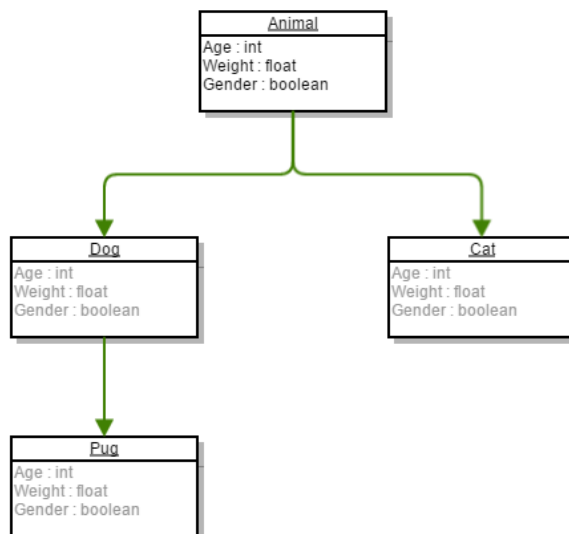 Animal
Age : int
Weight : float
Gender : boolean
Dog
Age : int
Weight : float
Gender : boolean
Cat
Age : int
Weight : float
Gender : boolean
Pug
Age : int
Weight : float
Gender : boolean